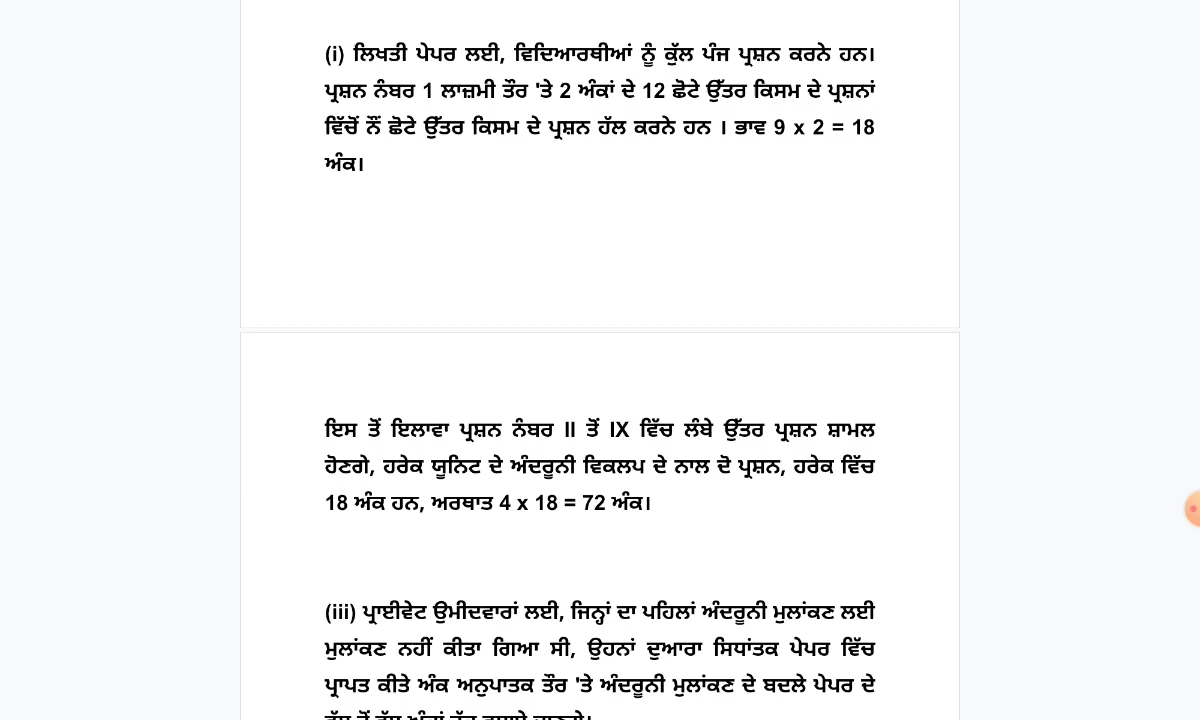 (i) ਲਿਖਤੀ ਪੇਪਰ ਲਈ, ਵਿਦਿਆਰਥੀਆਂ ਨੂੰ ਕੁੱਲ ਪੰਜ ਪ੍ਰਸ਼ਨ ਕਰਨੇ ਹਨ।
ਪ੍ਰਸ਼ਨ ਨੰਬਰ 1 ਲਾਜ਼ਮੀ ਤੌਰ 'ਤੇ 2 ਅੰਕਾਂ ਦੇ 12 ਛੋਟੇ ਉੱਤਰ ਕਿਸਮ ਦੇ ਪ੍ਰਸ਼ਨਾਂ
ਵਿੱਚੋਂ ਨੌਂ ਛੋਟੇ ਉੱਤਰ ਕਿਸਮ ਦੇ ਪ੍ਰਸ਼ਨ ਹੱਲ ਕਰਨੇ ਹਨ । ਭਾਵ 9 x 2 = 18
ਅੰਕ।
ਇਸ ਤੋਂ ਇਲਾਵਾ ਪ੍ਰਸ਼ਨ ਨੰਬਰ II ਤੋਂ IX ਵਿੱਚ ਲੰਬੇ ਉੱਤਰ ਪ੍ਰਸ਼ਨ ਸ਼ਾਮਲ
ਹੋਣਗੇ, ਹਰੇਕ ਯੂਨਿਟ ਦੇ ਅੰਦਰੂਨੀ ਵਿਕਲਪ ਦੇ ਨਾਲ ਦੋ ਪ੍ਰਸ਼ਨ, ਹਰੇਕ ਵਿੱਚ
18 ਅੰਕ ਹਨ, ਅਰਥਾਤ 4 x 18 = 72 ਅੰਕ।
(iii) ਪ੍ਰਾਈਵੇਟ ਉਮੀਦਵਾਰਾਂ ਲਈ, ਜਿਨ੍ਹਾਂ ਦਾ ਪਹਿਲਾਂ ਅੰਦਰੂਨੀ ਮੁਲਾਂਕਣ ਲਈ
ਮੁਲਾਂਕਣ ਨਹੀਂ ਕੀਤਾ ਗਿਆ ਸੀ, ਉਹਨਾਂ ਦੁਆਰਾ ਸਿਧਾਂਤਕ ਪੇਪਰ ਵਿੱਚ
ਪ੍ਰਾਪਤ ਕੀਤੇ ਅੰਕ ਅਨੁਪਾਤਕ ਤੌਰ 'ਤੇ ਅੰਦਰੂਨੀ ਮੁਲਾਂਕਣ ਦੇ ਬਦਲੇ ਪੇਪਰ ਦੇ